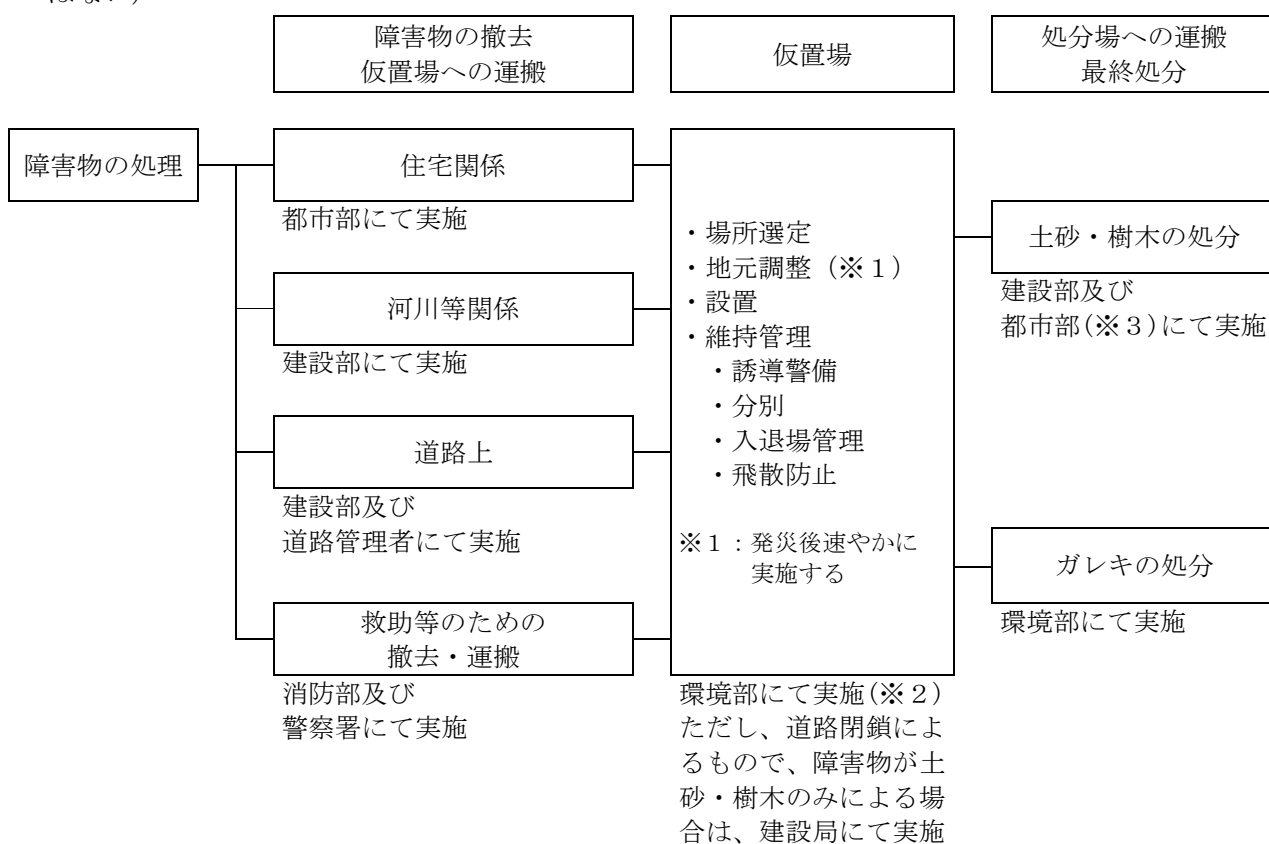 障害物の撤去
仮置場への運搬
仮置場
処分場への運搬
最終処分
障害物の処理
住宅関係
都市部にて実施
河川等関係
建設部にて実施
道路上
建設部及び
道路管理者にて実施
救助等のための
撤去・運搬
消防部及び
警察署にて実施
・場所選定
・地元調整（※１）
・設置
・維持管理
・誘導警備
・分別
・入退場管理
・飛散防止
※１：発災後速やかに
実施する
環境部にて実施(※２)
ただし、道路閉鎖によ
るもので、障害物が土
砂・樹木のみによる場
合は、建設局にて実施
土砂・樹木の処分
建設部及び
都市部(※３)にて実施
ガレキの処分
環境部にて実施